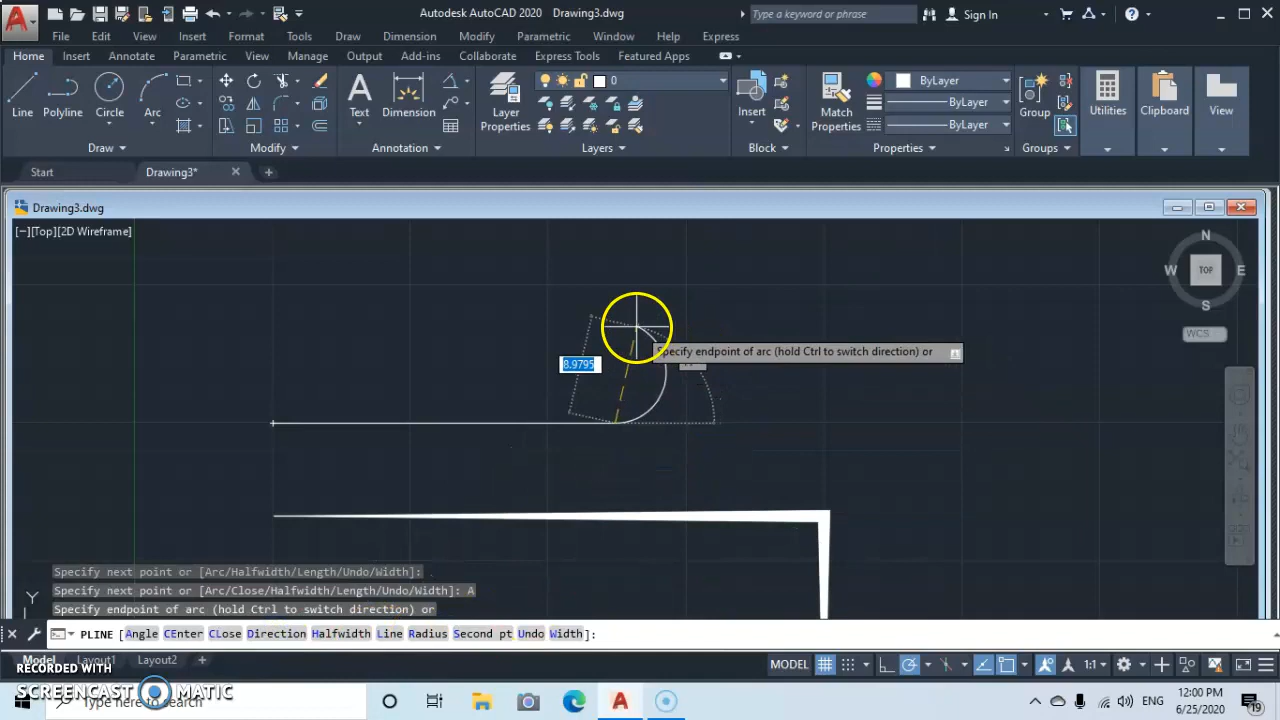 Autodesk AutoCAD 2020 Drawing3.dwg
Type a keyword or phrase
Sign In
File Edit View Insert Format Tools Draw Dimension Modify Parametric Window Help Express
Home Insert Annotate Parametric View Manage Output Add-ins Collaborate Express Tools Featured Apps
Line Polyline Circle Arc
Text Dimension
Layer Properties
0
Insert
Match Properties
ByLayer
ByLayer
ByLayer
Group
Utilities
Clipboard
View
Draw Modify Annotation Layers Block Properties Groups
Start Drawing3*
Drawing3.dwg
[−][Top][2D Wireframe]
N
W TOP E
S
WCS
8.9795
Specify endpoint of arc (hold Ctrl to switch direction) or
Y
Specify next point or [Arc/Halfwidth/Length/Undo/Width]:
Specify next point or [Arc/Close/Halfwidth/Length/Undo/Width]: A
Specify endpoint of arc (hold Ctrl to switch direction) or
PLINE [Angle CEnter CLose Direction Halfwidth Line Radius Second pt Undo Width]:
Model Layout1 Layout2
MODEL
1:1
RECORDED WITH
SCREENCAST MATIC
Type here to search
ENG
12:00 PM
6/25/2020
19